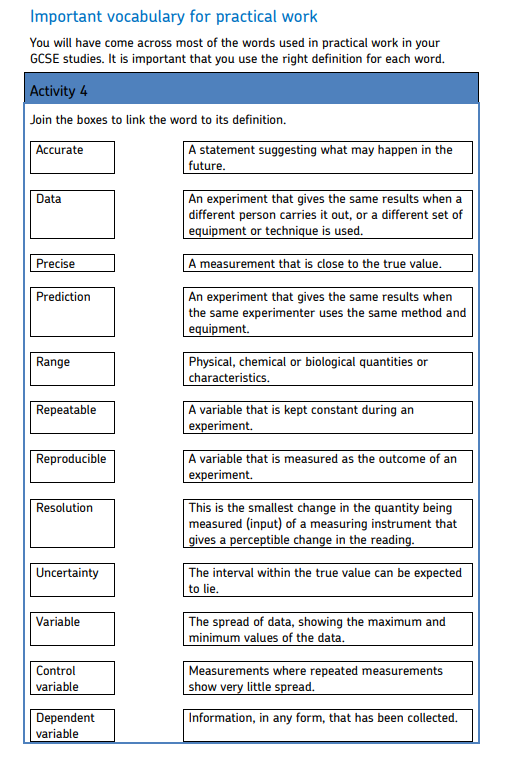 Important vocabulary for practical work
You will have come across most of the words used in practical work in your
GCSE studies. It is important that you use the right definition for each word.
Activity 4
Join the boxes to link the word to its definition.
Accurate
A statement suggesting what may happen in the
future.
Data
An experiment that gives the same results when a
different person carries it out, or a different set of
equipment or technique is used.
Precise
A measurement that is close to the true value.
Prediction
An experiment that gives the same results when
the same experimenter uses the same method and
equipment.
Range
Physical, chemical or biological quantities or
characteristics.
Repeatable
A variable that is kept constant during an
experiment.
Reproducible
A variable that is measured as the outcome of an
experiment.
Resolution
This is the smallest change in the quantity being
measured (input) of a measuring instrument that
gives a perceptible change in the reading.
Uncertainty
The interval within the true value can be expected
to lie.
Variable
The spread of data, showing the maximum and
minimum values of the data.
Control
variable
Measurements where repeated measurements
show very little spread.
Dependent
variable
Information, in any form, that has been collected.